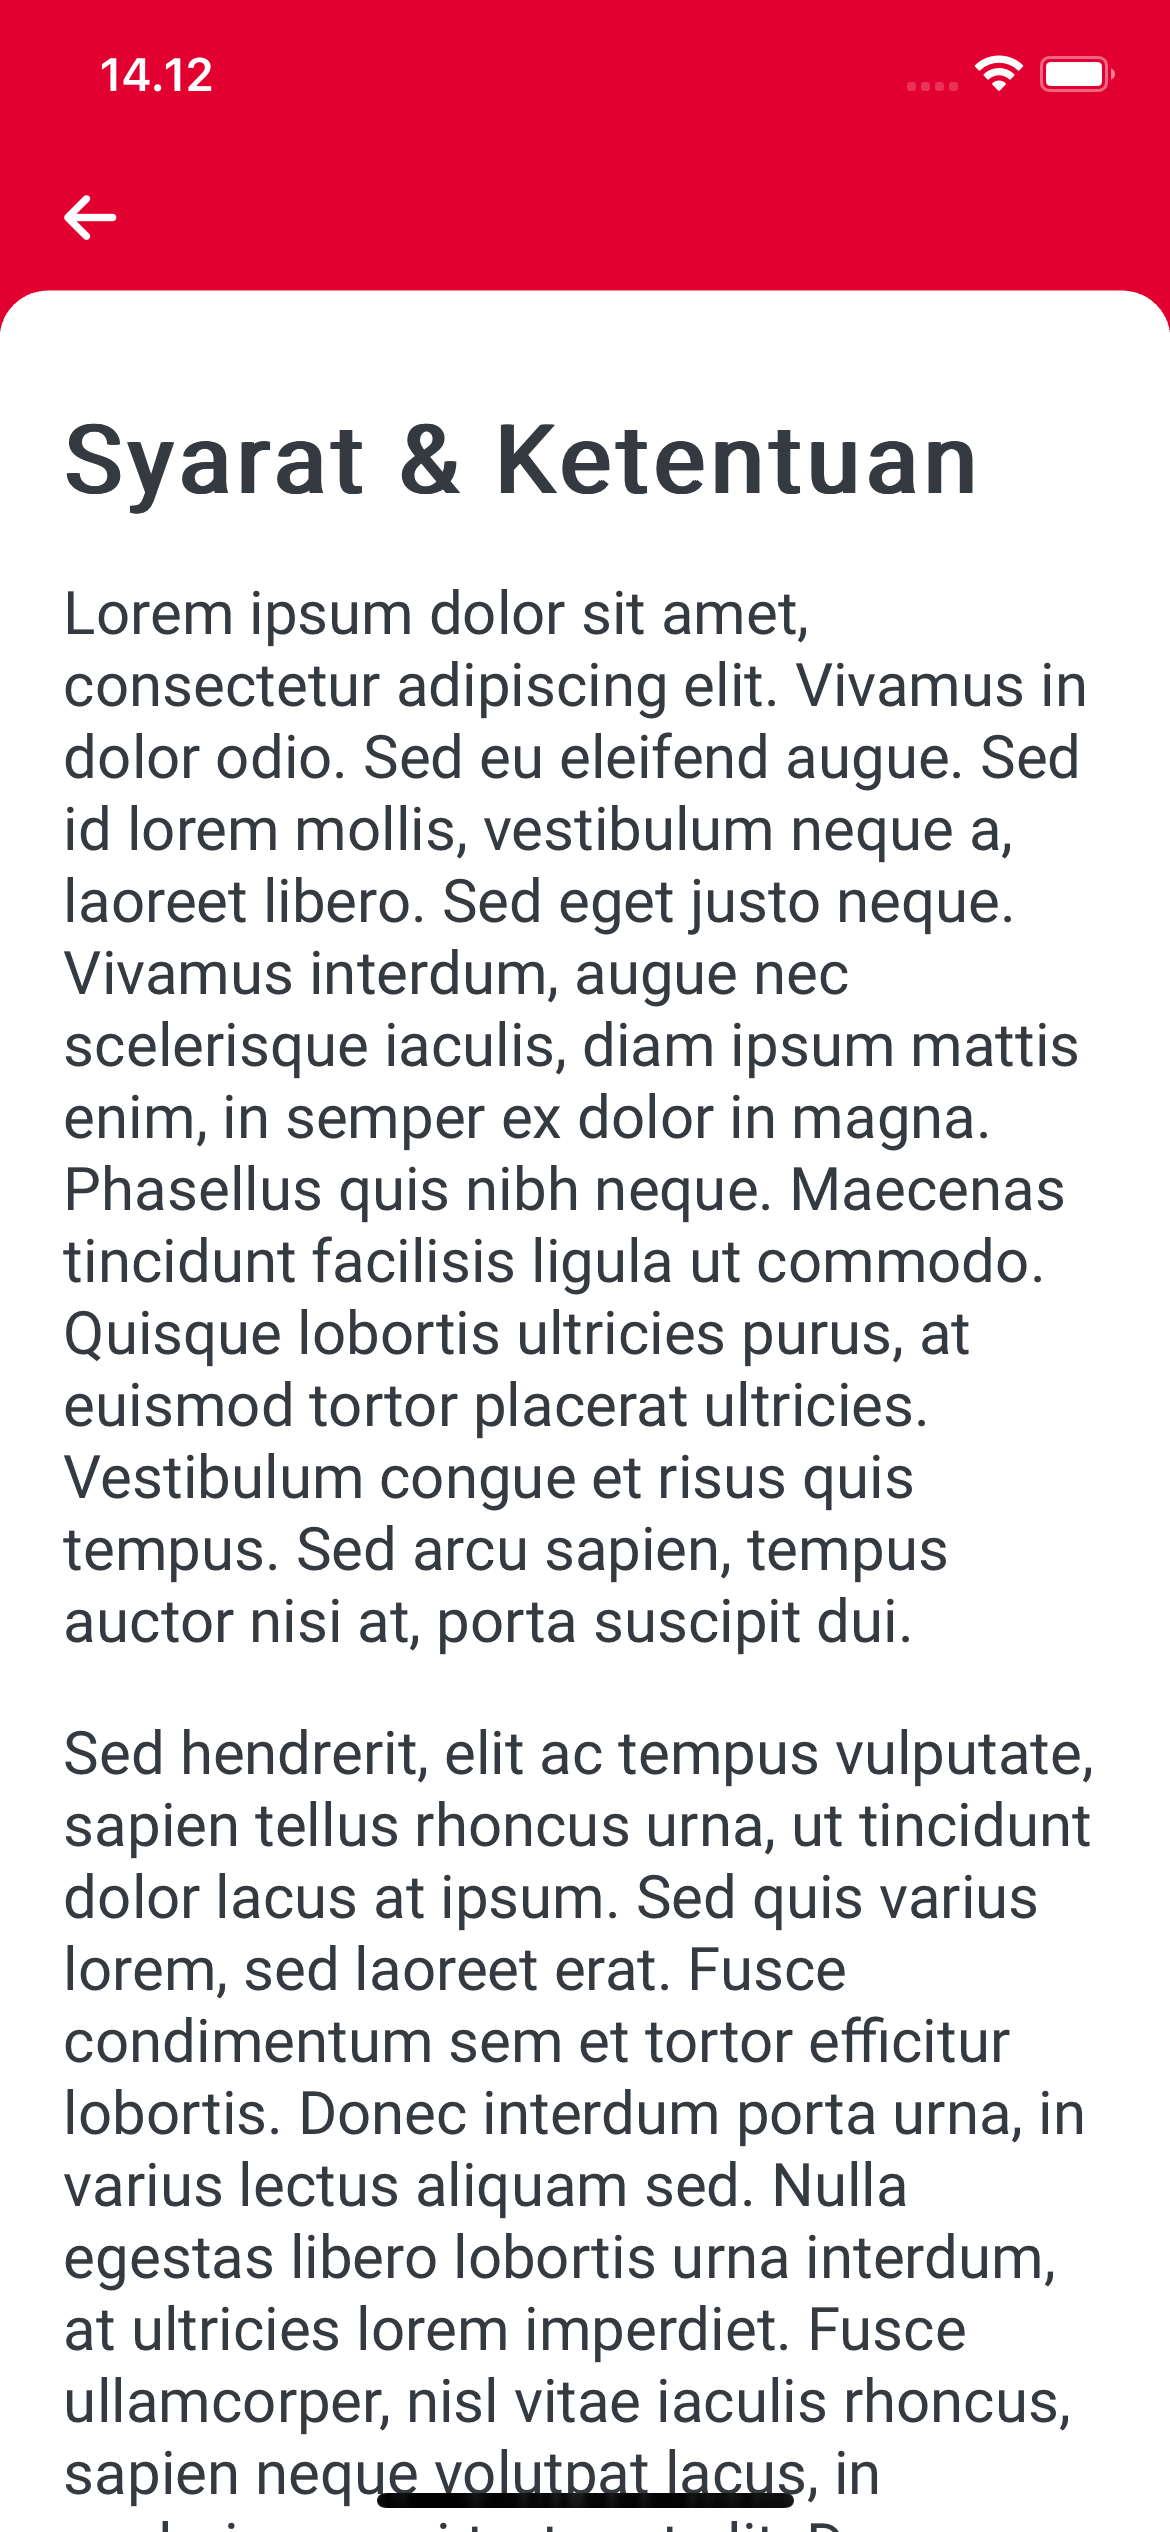 14.12
Syarat & Ketentuan
Lorem ipsum dolor sit amet,
consectetur adipiscing elit. Vivamus in
dolor odio. Sed eu eleifend augue. Sed
id lorem mollis, vestibulum neque a,
laoreet libero. Sed eget justo neque.
Vivamus interdum, augue nec
scelerisque iaculis, diam ipsum mattis
enim, in semper ex dolor in magna.
Phasellus quis nibh neque. Maecenas
tincidunt facilisis ligula ut commodo.
Quisque lobortis ultricies purus, at
euismod tortor placerat ultricies.
Vestibulum congue et risus quis
tempus. Sed arcu sapien, tempus
auctor nisi at, porta suscipit dui.
Sed hendrerit, elit ac tempus vulputate,
sapien tellus rhoncus urna, ut tincidunt
dolor lacus at ipsum. Sed quis varius
lorem, sed laoreet erat. Fusce
condimentum sem et tortor efficitur
lobortis. Donec interdum porta urna, in
varius lectus aliquam sed. Nulla
egestas libero lobortis urna interdum,
at ultricies lorem imperdiet. Fusce
ullamcorper, nisl vitae iaculis rhoncus,
sapien neque volutpat lacus, in